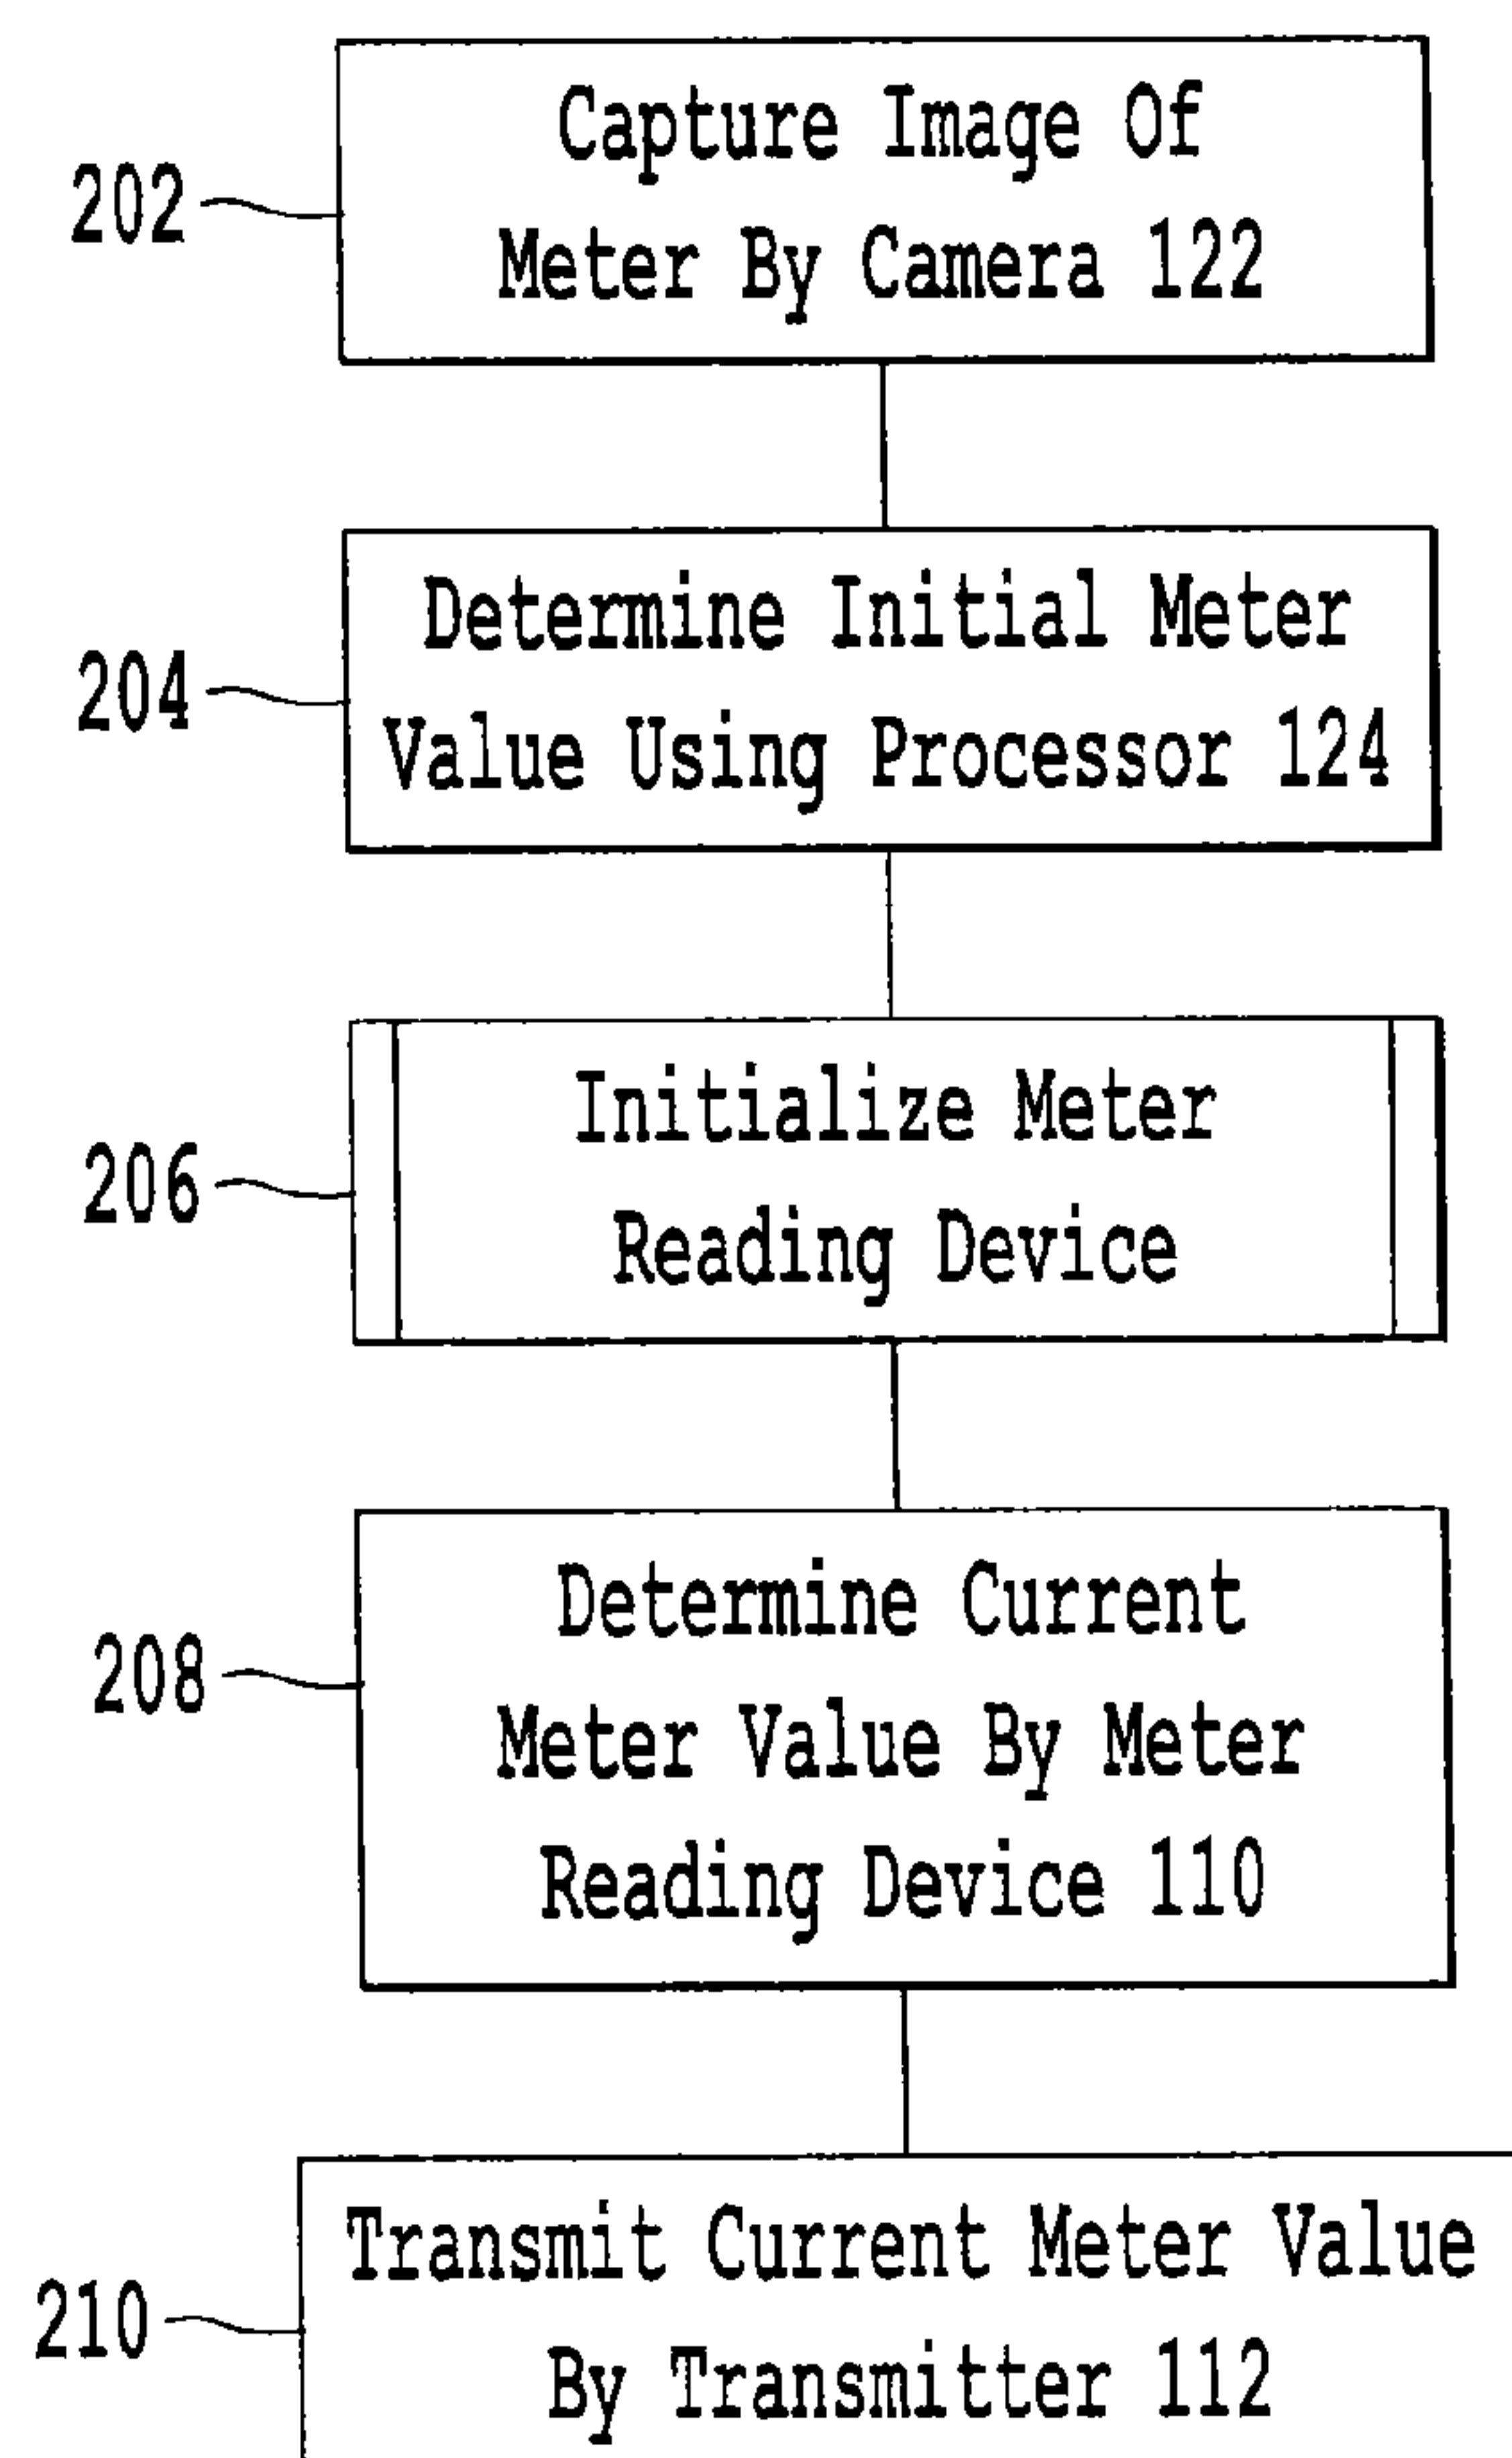 Capture Image Of
202
Meter By Camera 122
Determine Initial Meter
204
Value Using Processor 124
Initialize Meter
206
Reading Device
Determine Current
208
Meter Value By Meter
Reading Device 110
Transmit Current Meter Value
210
By Transmitter 112